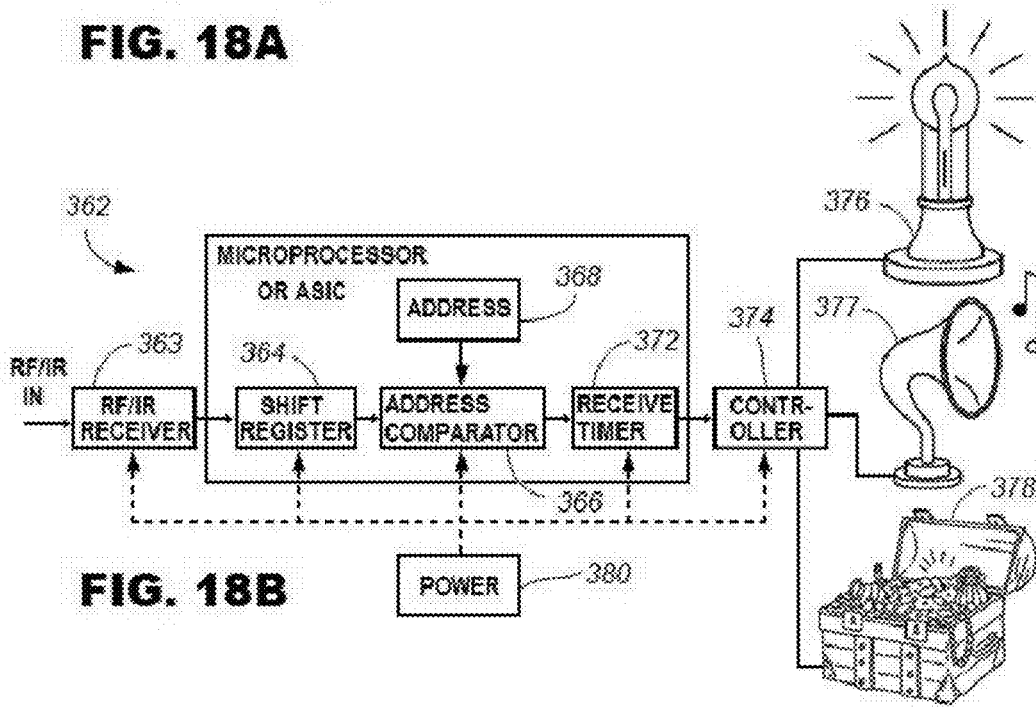 FIG. 18A
376
362
MICROPROCESSOR
OR ASIC
368
ADDRESS
377
374
363
364
372
RF/IR
IN
RF/IR
RECEIVER
SHIFT
REGISTER
ADDRESS
COMPARATOR
RECEIVE
TIMER
CONTR-
OLLER
366
378
FIG. 18B
POWER
380